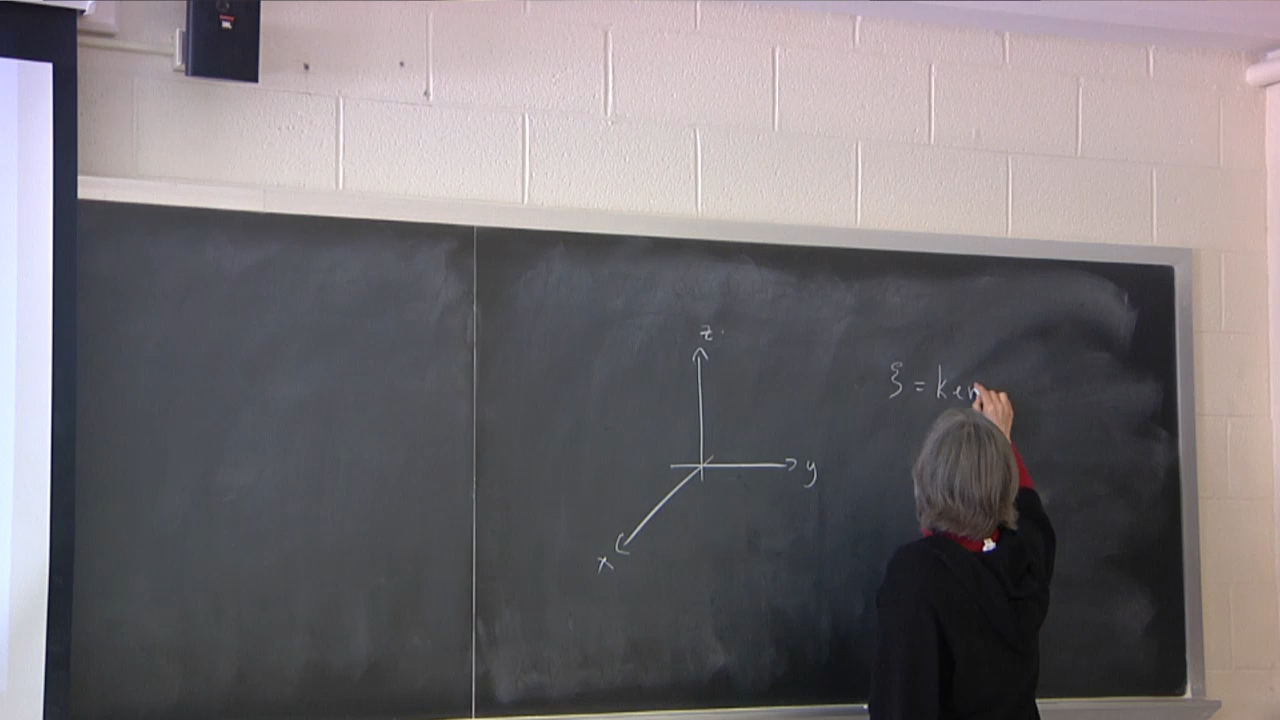 z
ξ = ker
y
x